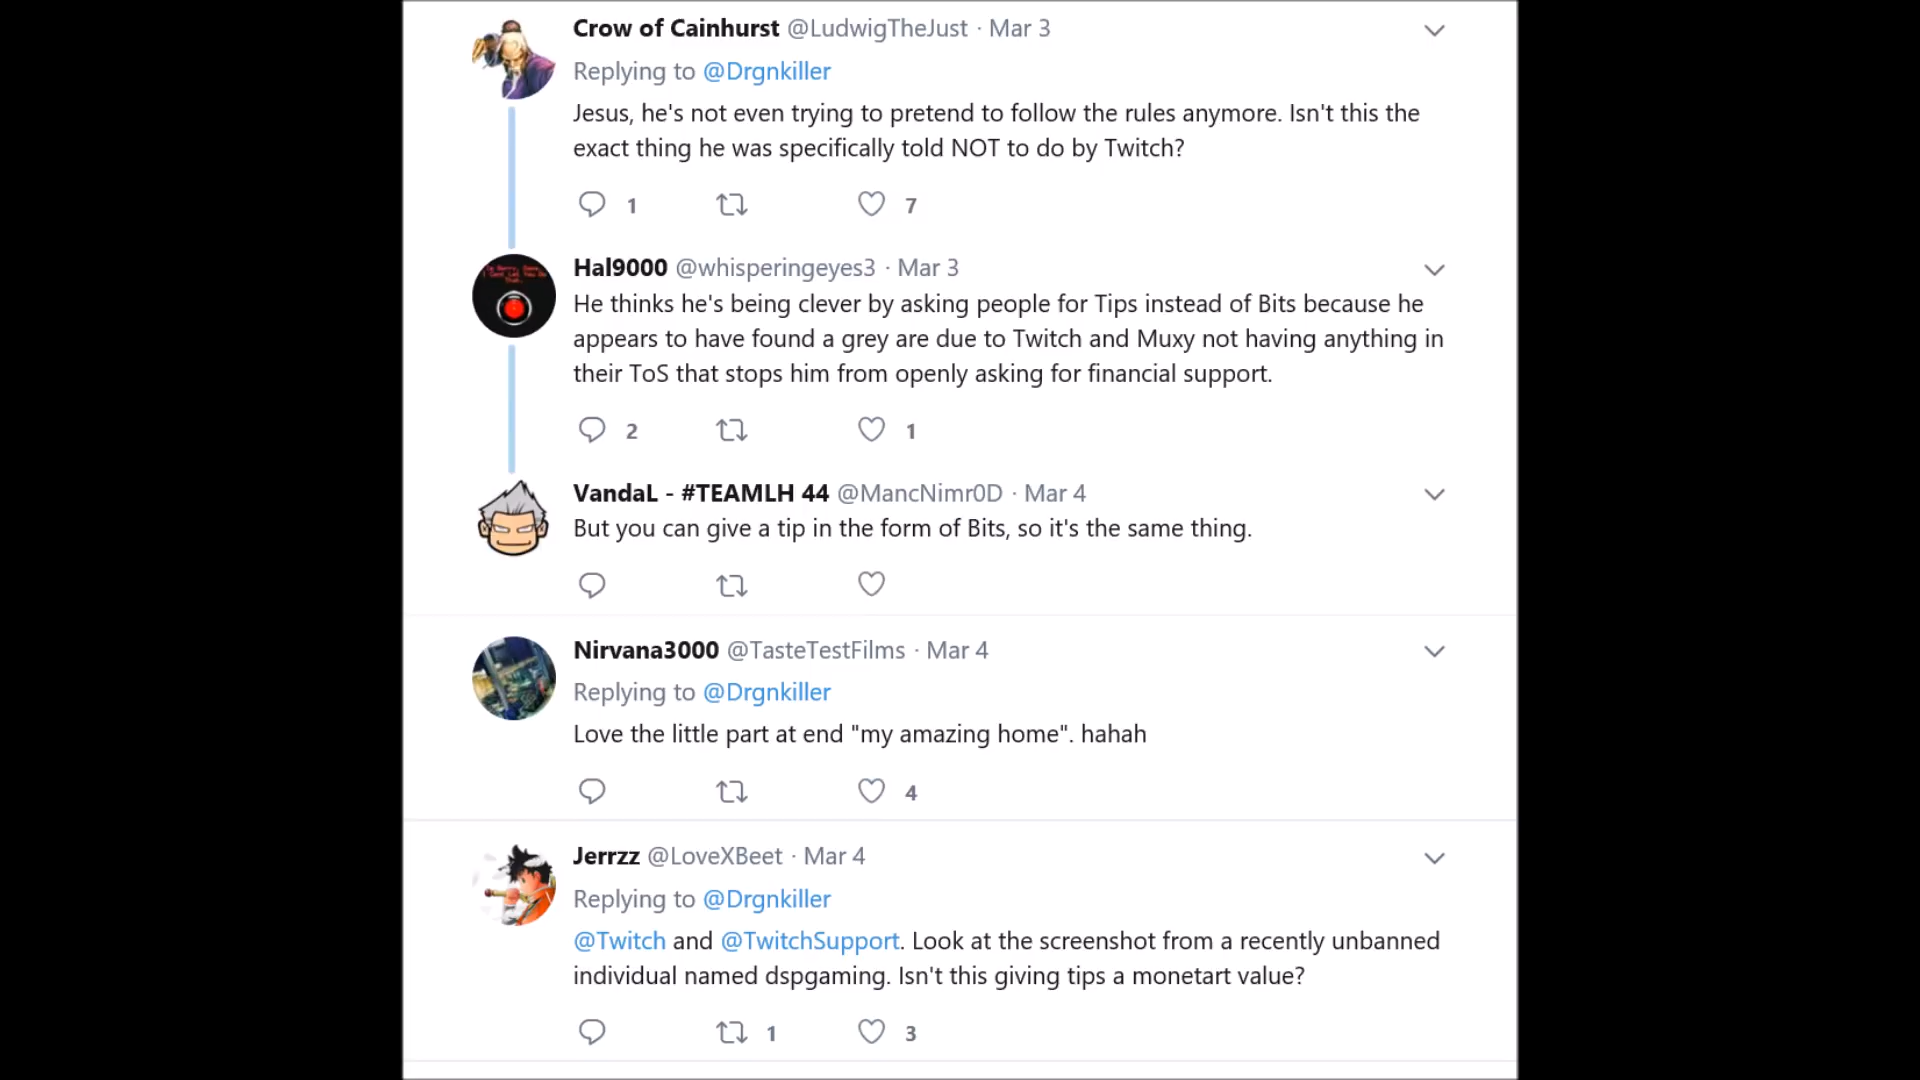 Crow of Cainhurst @LudwigTheJust · Mar 3
Replying to @Drgnkiller
Jesus, he's not even trying to pretend to follow the rules anymore. Isn't this the
exact thing he was specifically told NOT to do by Twitch?
1 7
Hal9000 @whisperingeyes3 · Mar 3
He thinks he's being clever by asking people for Tips instead of Bits because he
appears to have found a grey are due to Twitch and Muxy not having anything in
their ToS that stops him from openly asking for financial support.
2 1
VandaL - #TEAMLH 44 @MancNimr0D · Mar 4
But you can give a tip in the form of Bits, so it's the same thing.
Nirvana3000 @TasteTestFilms · Mar 4
Replying to @Drgnkiller
Love the little part at end "my amazing home". hahah
4
Jerrzz @LoveXBeet · Mar 4
Replying to @Drgnkiller
@Twitch and @TwitchSupport. Look at the screenshot from a recently unbanned
individual named dspgaming. Isn't this giving tips a monetart value?
1 3